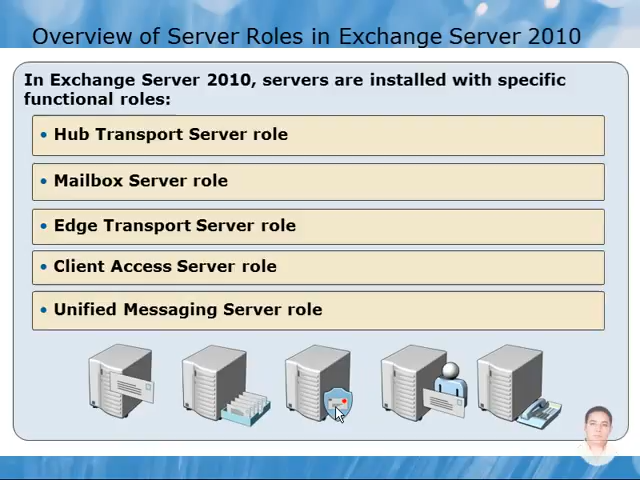 Overview of Server Roles in Exchange Server 2010
In Exchange Server 2010, servers are installed with specific
functional roles:
• Hub Transport Server role
• Mailbox Server role
• Edge Transport Server role
• Client Access Server role
• Unified Messaging Server role